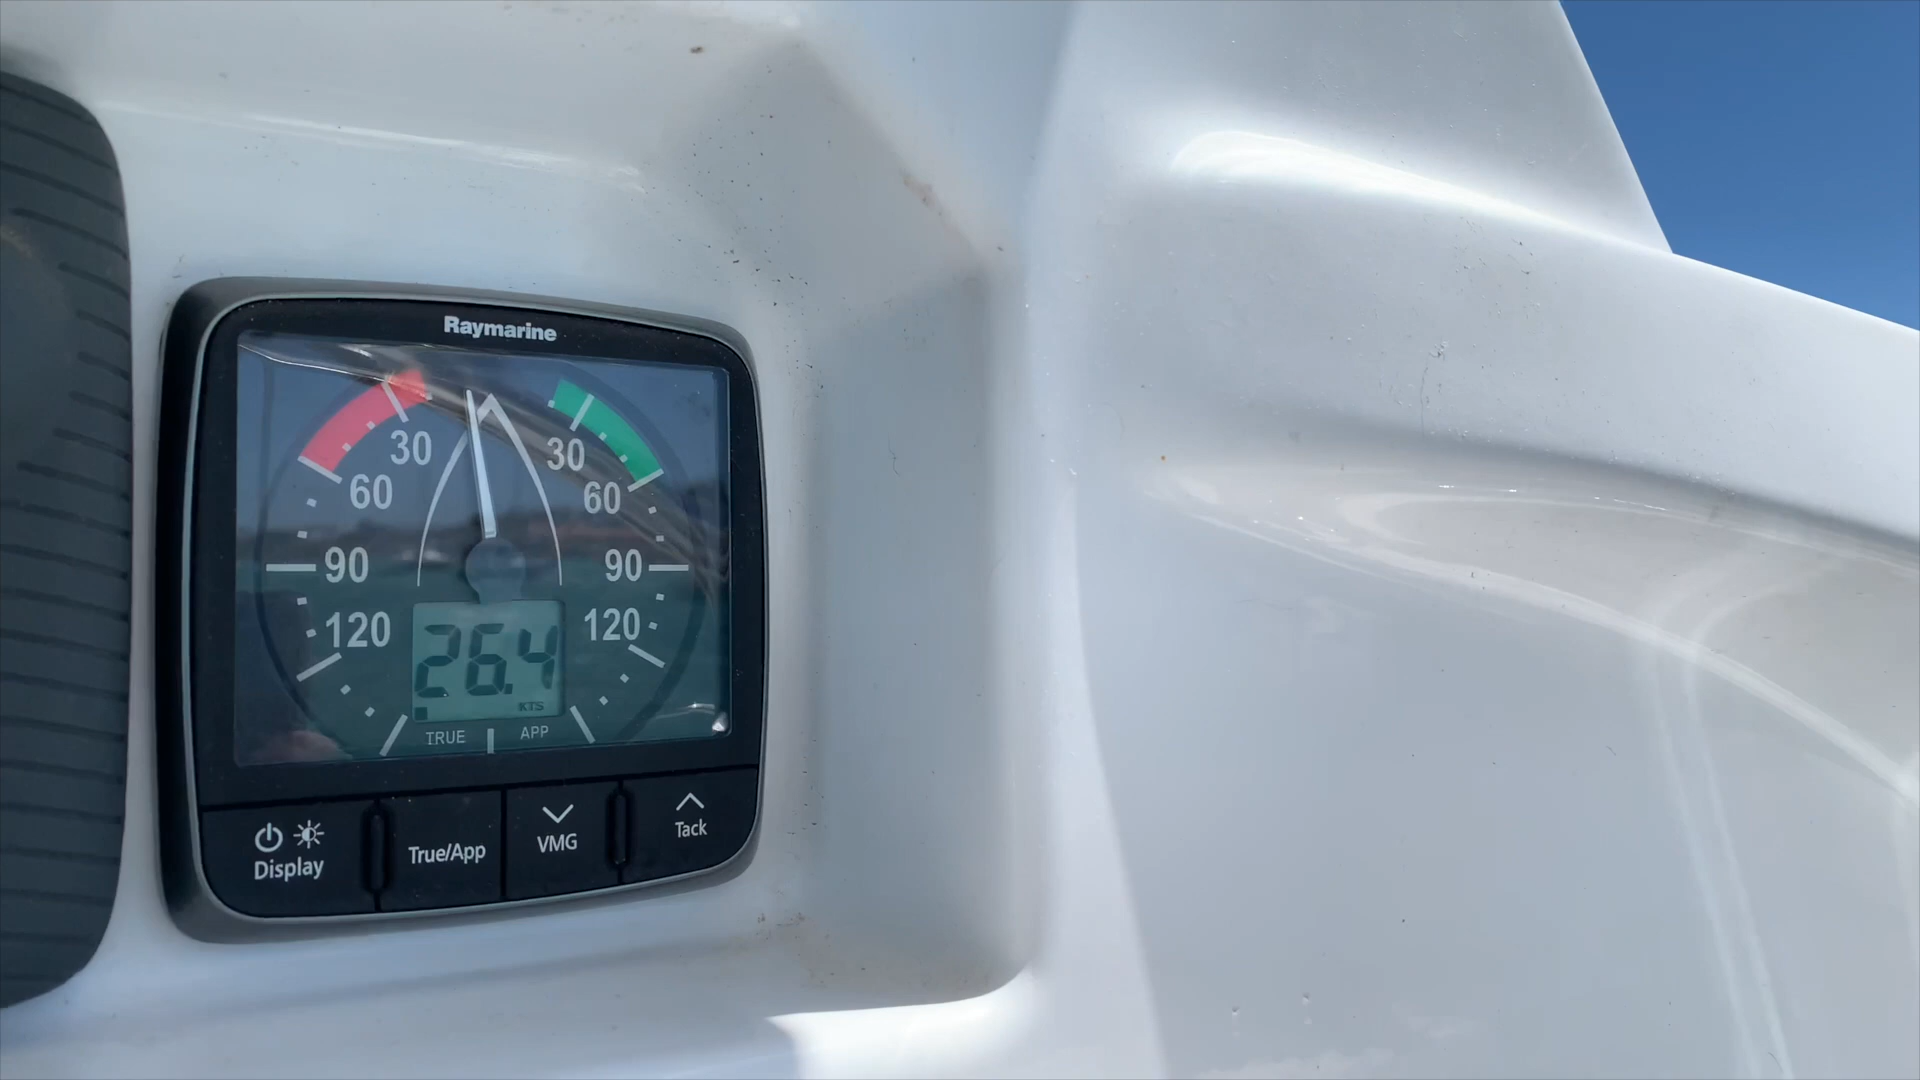 Raymarine
30 30
60 60
90 90
120 120
26.4
KTS
TRUE APP
Display True/App VMG Tack